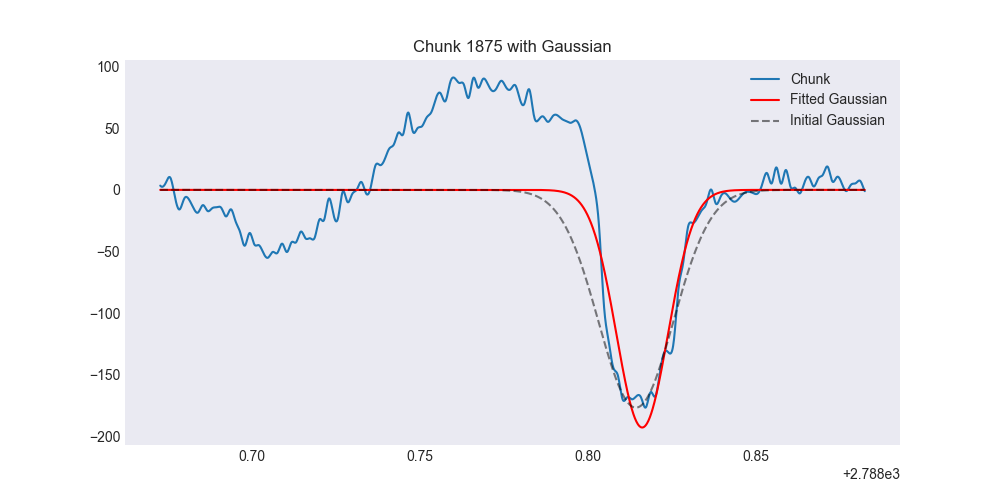 Chunk 1875 with Gaussian
100
50
0
−50
−100
−150
−200
Chunk
Fitted Gaussian
Initial Gaussian
0.70 0.75 0.80 0.85
+2.788e3